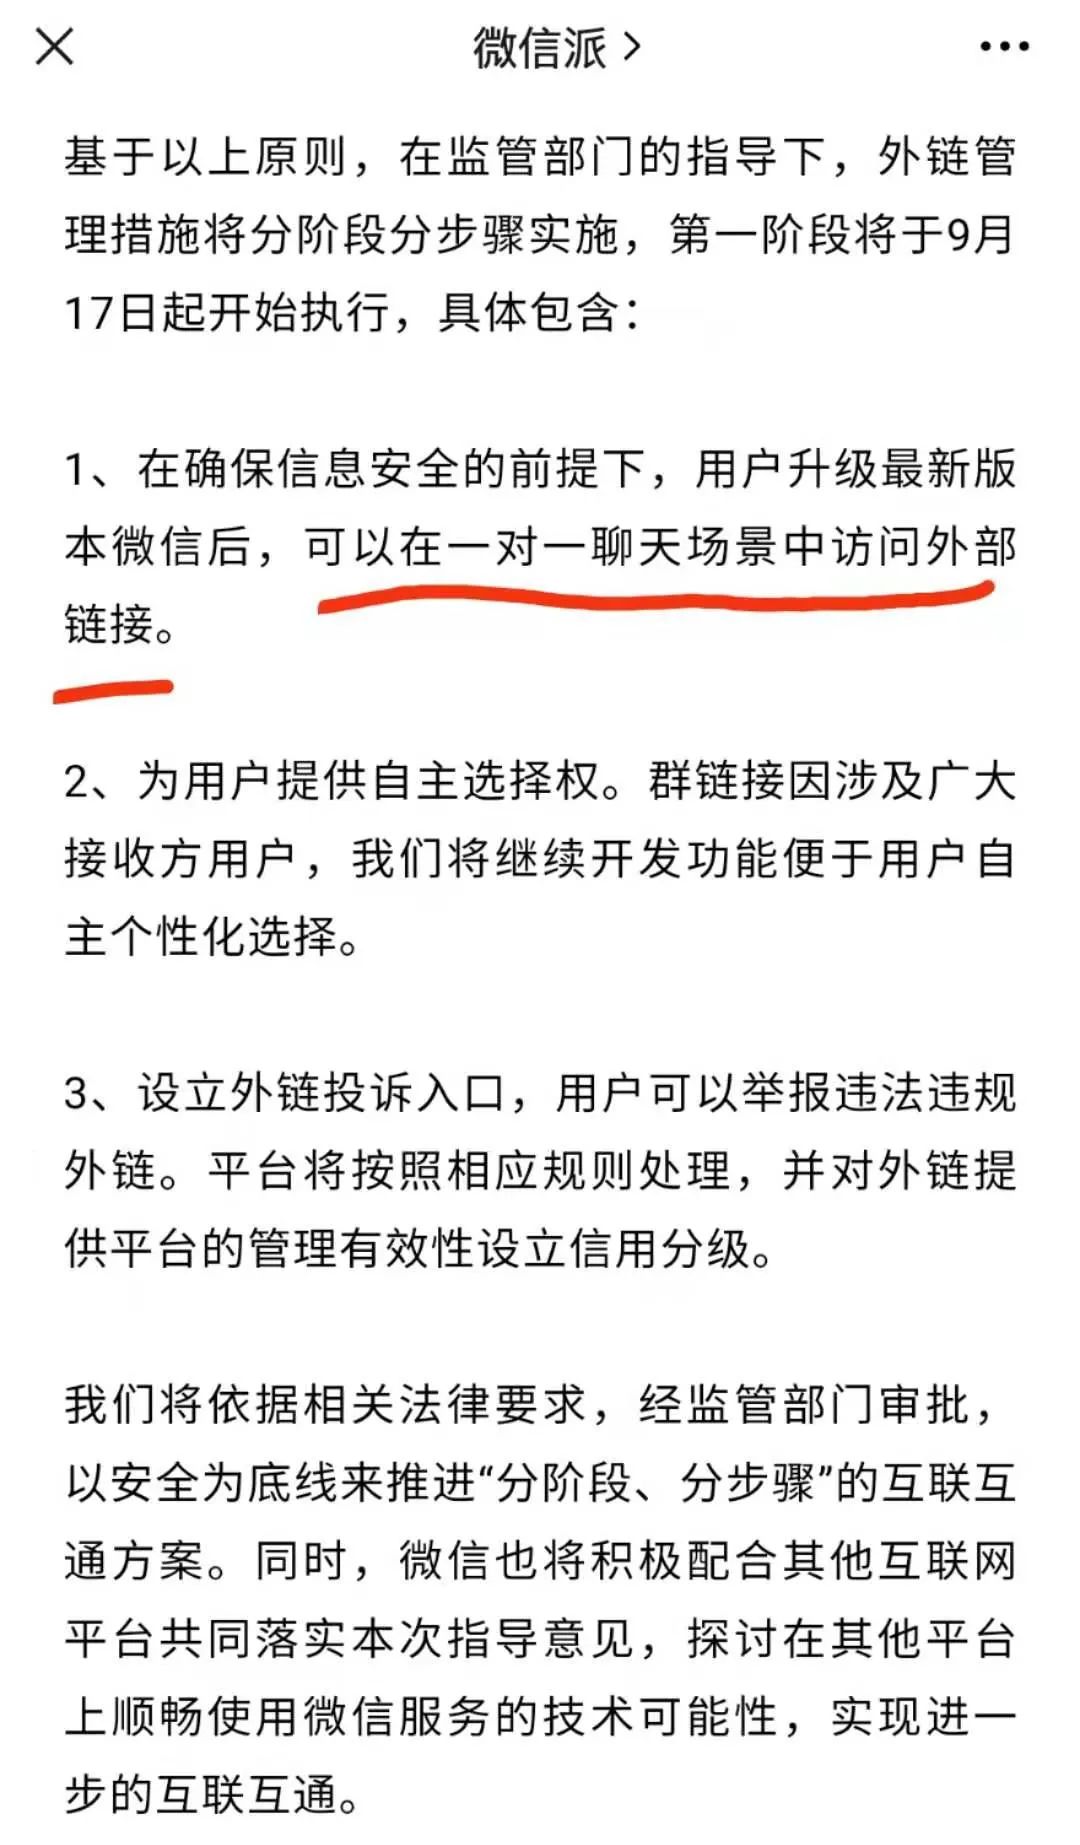 微信派
基于以上原则，在监管部门的指导下，外链管
理措施将分阶段分步骤实施，第一阶段将于9月
17日起开始执行，具体包含：
1、在确保信息安全的前提下，用户升级最新版
本微信后，可以在一对一聊天场景中访问外部
链接。
2、为用户提供自主选择权。群链接因涉及广大
接收方用户，我们将继续开发功能便于用户自
主个性化选择。
3、设立外链投诉入口，用户可以举报违法违规
外链。平台将按照相应规则处理，并对外链提
供平台的管理有效性设立信用分级。
我们将依据相关法律要求，经监管部门审批，
以安全为底线来推进“分阶段、分步骤”的互联互
通方案。同时，微信也将积极配合其他互联网
平台共同落实本次指导意见，探讨在其他平台
上顺畅使用微信服务的技术可能性，实现进一
步的互联互通。